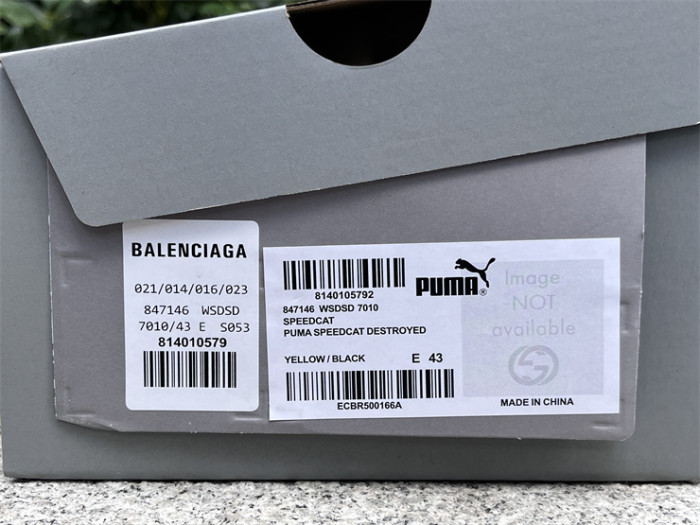 BALENCIAGA
021/014/016/023
847146 WSDSD
7010/43 E S053
814010579
8140105792
847146 WSDSD 7010
SPEEDCAT
PUMA SPEEDCAT DESTROYED
YELLOW/BLACK E 43
ECBR500166A
PUMA®
Image
NOT
available
MADE IN CHINA